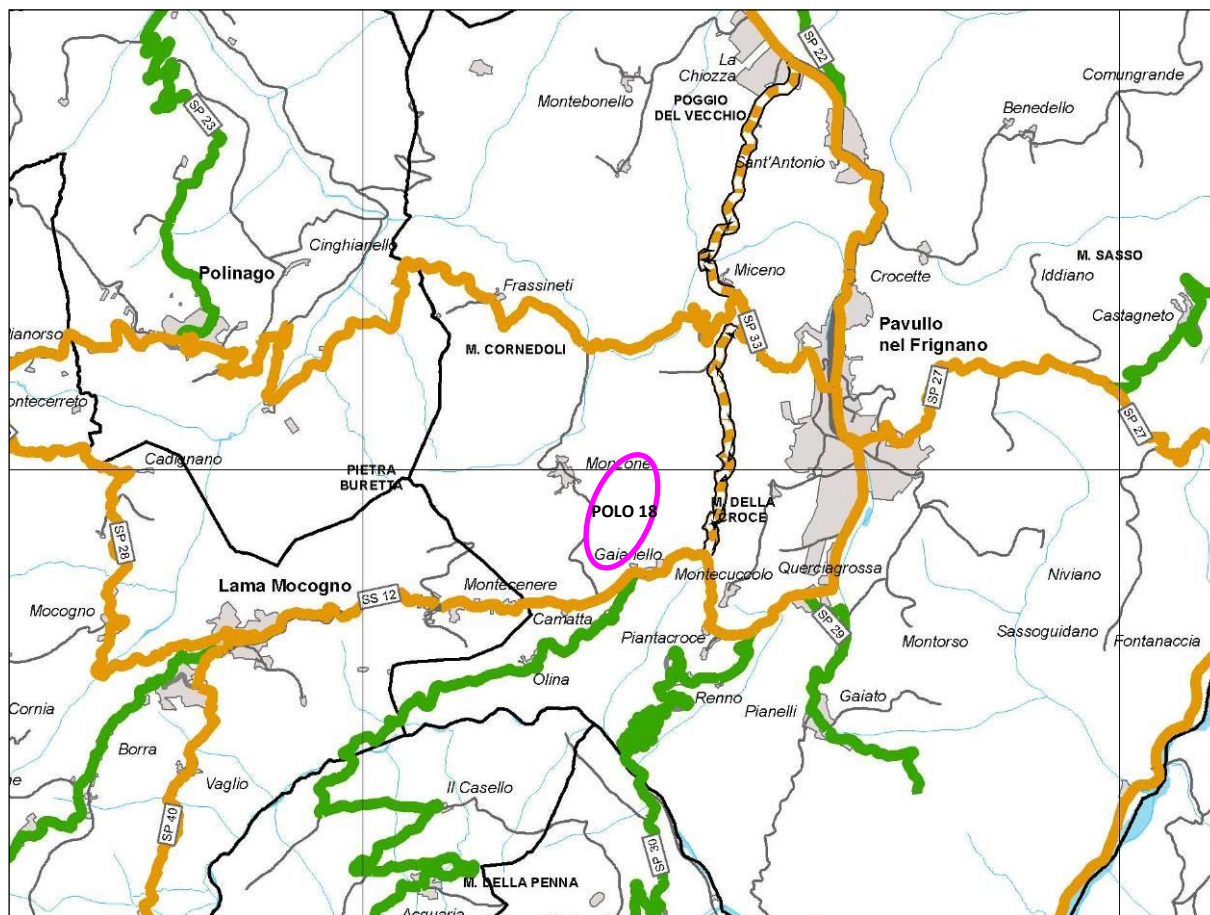 SP 22
La
Chiozza
Comungrande
Montebonello
POGGIO
DEL VECCHIO
Benedello
SP 23
Sant'Antonio
Cinghianello
Polinago
Miceno
Crocette
M. SASSO
Iddiano
Frassineti
Castagneto
SP 33
Pavullo
nel Frignano
M. CORNEDOLI
SP 27
SP 27
Cadignano
PIETRA
BURETTA
M. DELLA
CROCE
POLO 18
SP 28
Gaianello
Lama Mocogno
Montecenere
Montecuccolo
Querciagrossa
Niviano
SS 12
Mocogno
Camatta
SP 29
Piantacroce
Montorso
Sassoguidano
Fontanaccia
Olina
Renno
Gaiato
Pianelli
Cornia
Borra
Vaglio
Il Casello
SP 40
SP 30
M. DELLA PENNA